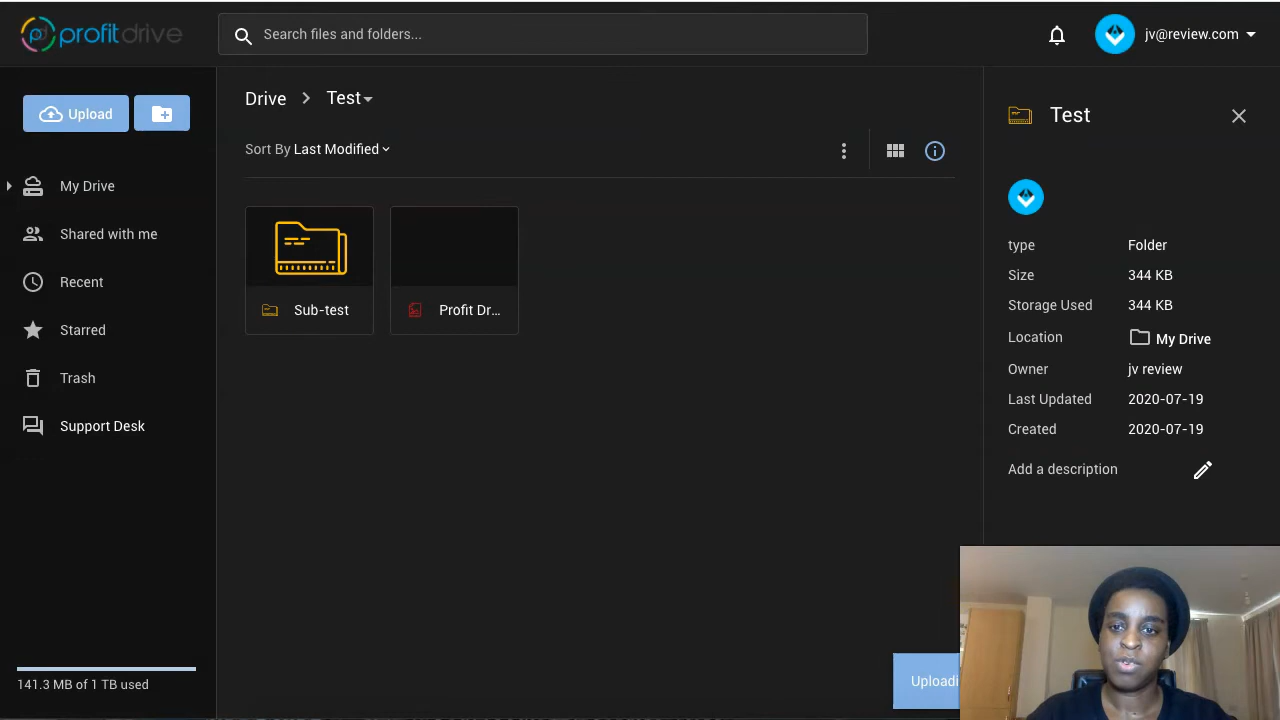 profitdrive
Search files and folders...
jv@review.com
Upload
My Drive
Shared with me
Recent
Starred
Trash
Support Desk
141.3 MB of 1 TB used
Drive
Test
Sort By Last Modified
Sub-test
Profit Dr...
Test
type Folder
Size 344 KB
Storage Used 344 KB
Location My Drive
Owner jv review
Last Updated 2020-07-19
Created 2020-07-19
Add a description
Uploadi